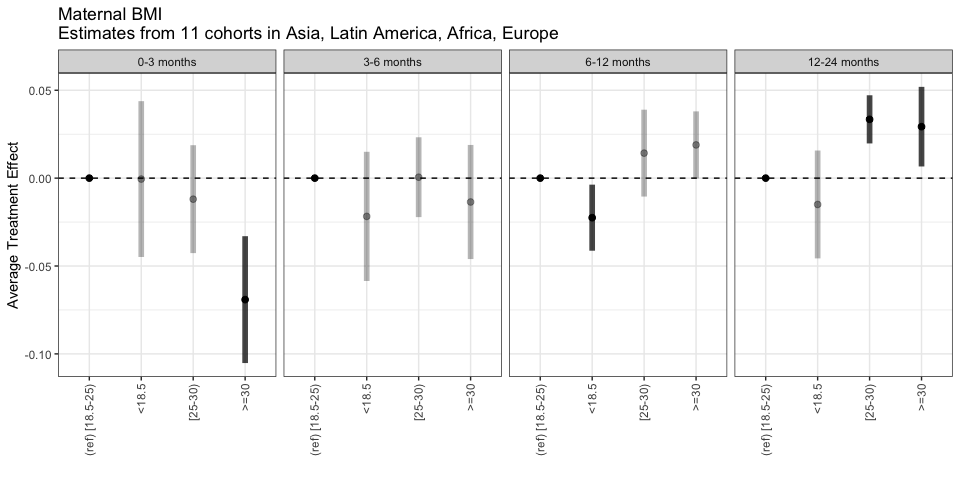 Maternal BMI
Estimates from 11 cohorts in Asia, Latin America, Africa, Europe
0-3 months
3-6 months
6-12 months
12-24 months
Average Treatment Effect
0.05
0.00
-0.05
-0.10
(ref) [18.5-25)
<18.5
[25-30)
>=30
(ref) [18.5-25)
<18.5
[25-30)
>=30
(ref) [18.5-25)
<18.5
[25-30)
>=30
(ref) [18.5-25)
<18.5
[25-30)
>=30